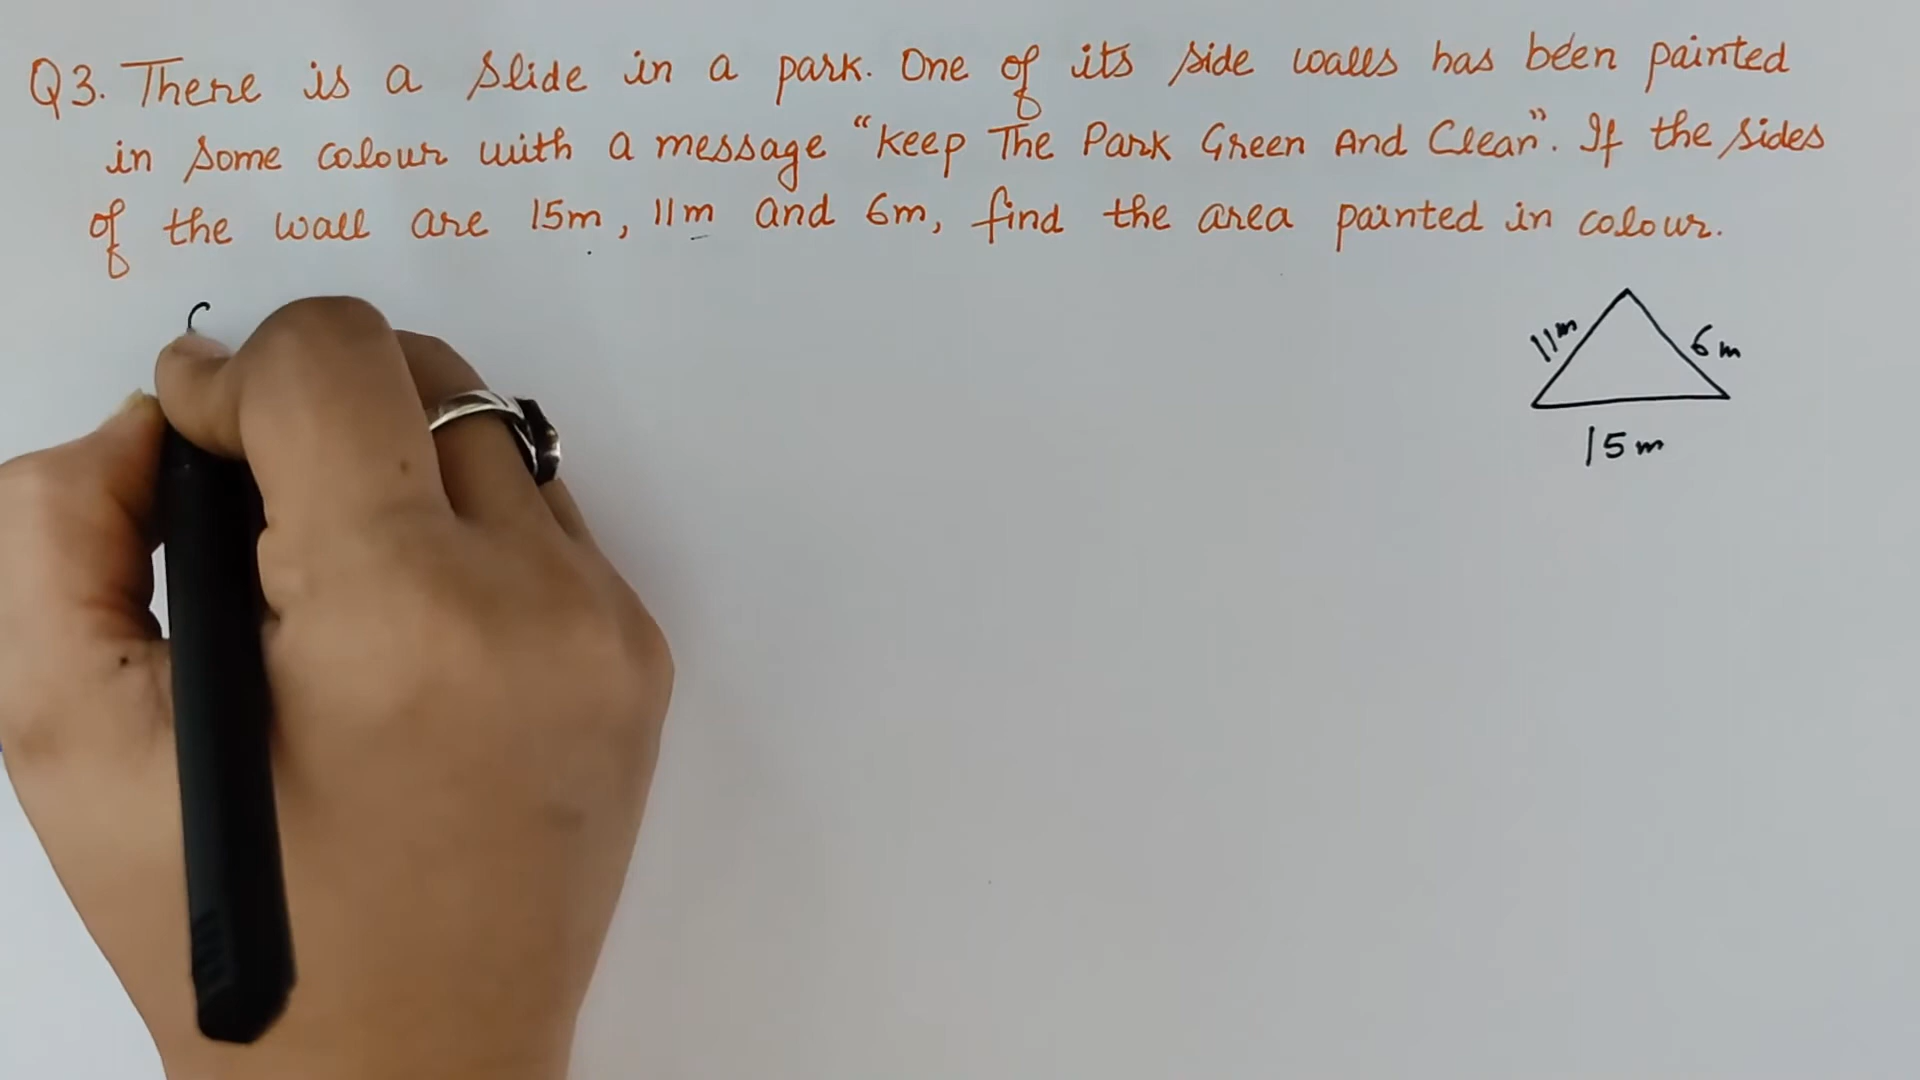 Q3. There is a slide in a park. One of its side walls has been painted
in some colour with a message "Keep The Park Green And Clean". If the sides
of the wall are 15m, 11m and 6m, find the area painted in colour.
11m
6m
15m